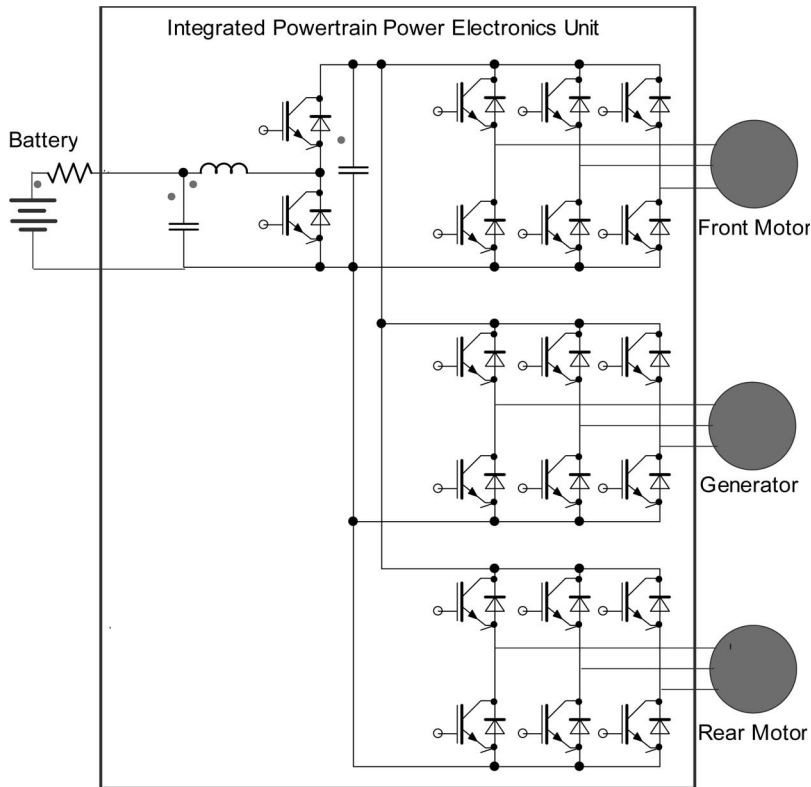 Integrated Powertrain Power Electronics Unit
Battery
Front Motor
Generator
Rear Motor